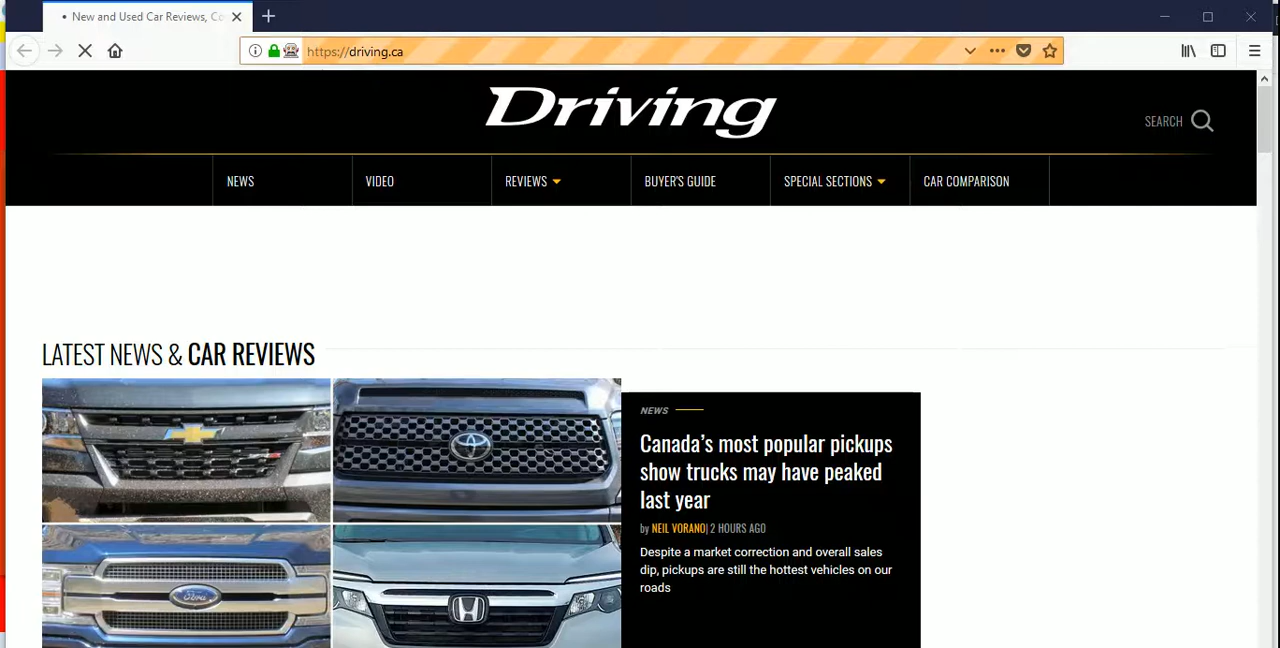 New and Used Car Reviews, Co
https://driving.ca
Driving
SEARCH
NEWS
VIDEO
REVIEWS
BUYER'S GUIDE
SPECIAL SECTIONS
CAR COMPARISON
LATEST NEWS & CAR REVIEWS
NEWS
Canada's most popular pickups
show trucks may have peaked
last year
by NEIL VORANO| 2 HOURS AGO
Despite a market correction and overall sales
dip, pickups are still the hottest vehicles on our
roads
Ford